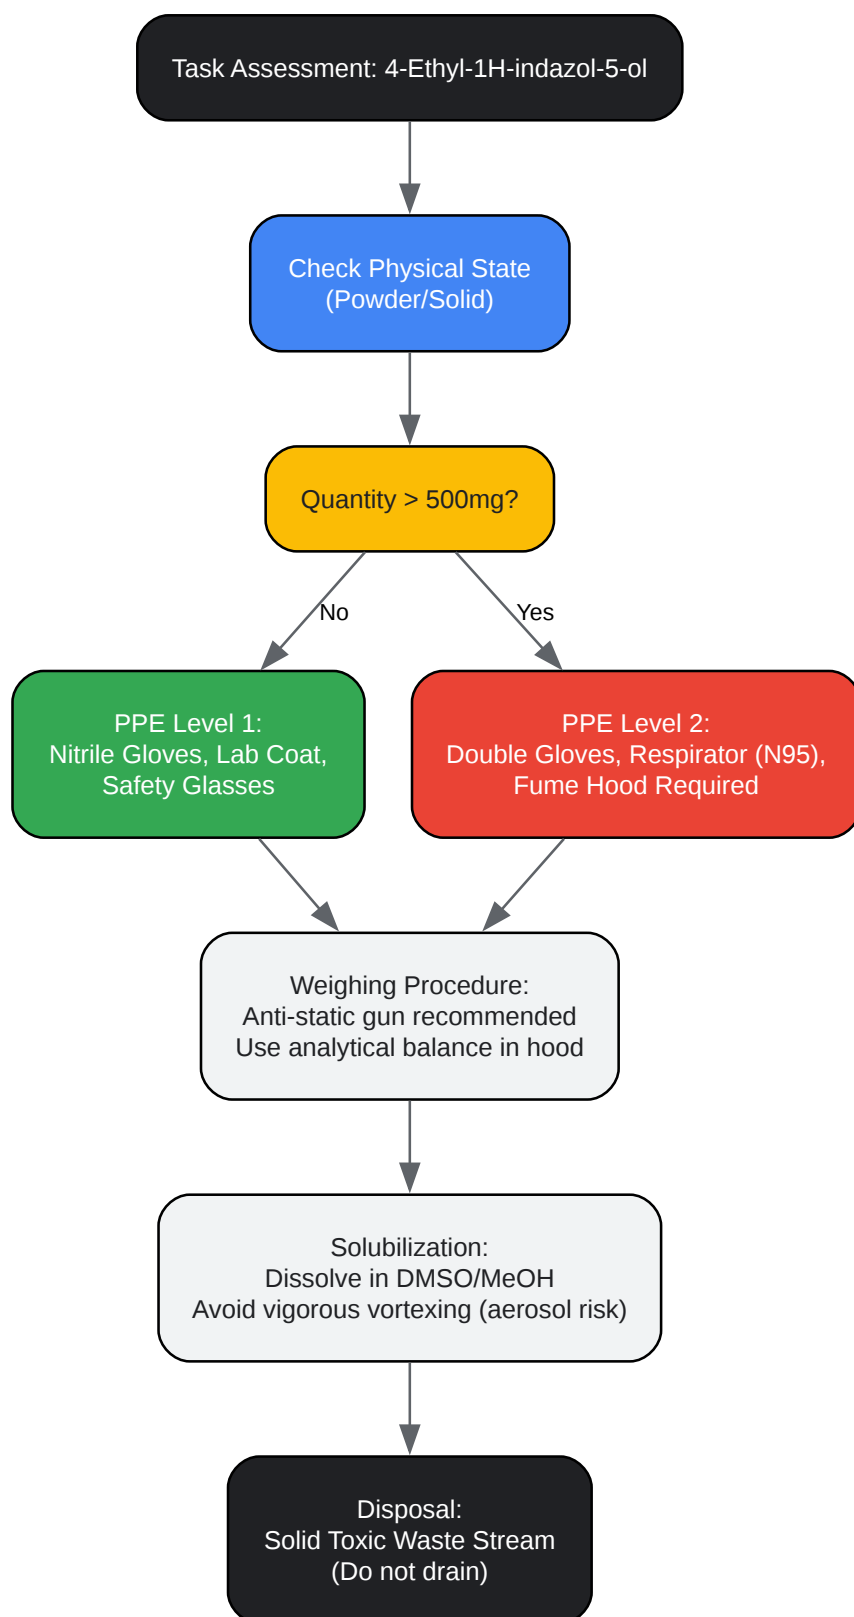 Task Assessment: 4-Ethyl-1H-indazol-5-ol
Check Physical State
(Powder/Solid)
Quantity > 500mg?
No
Yes
PPE Level 1:
Nitrile Gloves, Lab Coat,
Safety Glasses
PPE Level 2:
Double Gloves, Respirator (N95),
Fume Hood Required
Weighing Procedure:
Anti-static gun recommended
Use analytical balance in hood
Solubilization:
Dissolve in DMSO/MeOH
Avoid vigorous vortexing (aerosol risk)
Disposal:
Solid Toxic Waste Stream
(Do not drain)